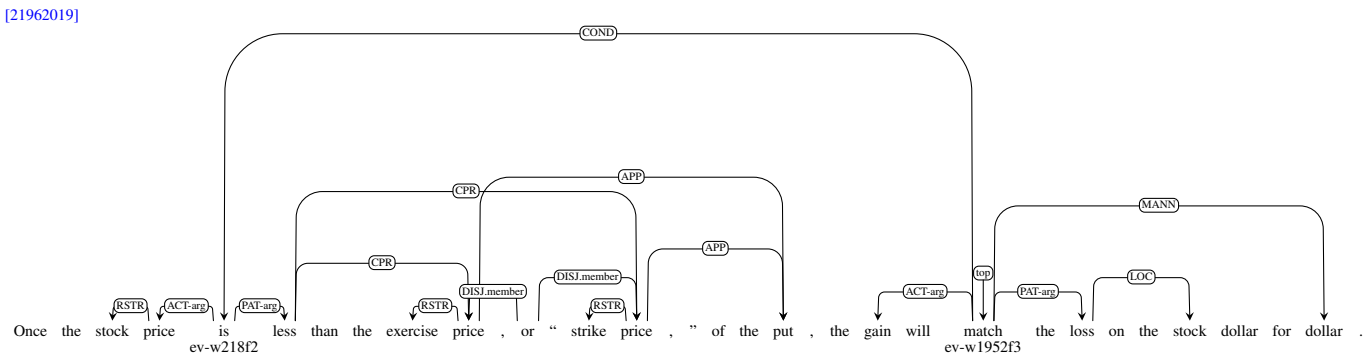 [21962019]
COND
APP
CPR
MANN
APP
CPR
top
LOC
DISJ.member
DISJ.member
RSTR ACT-arg PAT-arg RSTR RSTR ACT-arg PAT-arg
Once the stock price is less than the exercise price , or “ strike price , ” of the put , the gain will match the loss on the stock dollar for dollar .
ev-w218f2 ev-w1952f3